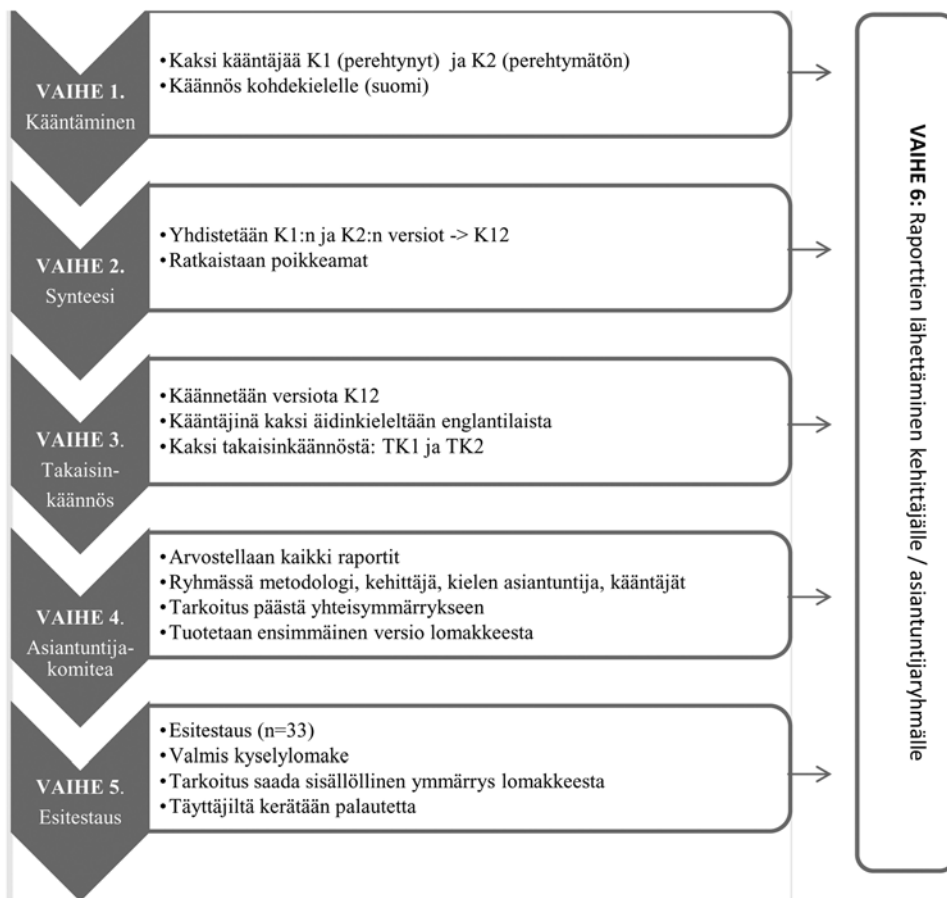 VAIHE 1.
Kääntäminen
•Kaksi kääntäjää K1 (perehtynyt) ja K2 (perehtymätön)
•Käännös kohdekielelle (suomi)
VAIHE 2.
Synteesi
•Yhdistetään K1:n ja K2:n versiot -> K12
•Ratkaistaan poikkeamat
VAIHE 3.
Takaisin-
käännös
•Käännetään versiota K12
•Kääntäjinä kaksi äidinkieleltään englantilaista
•Kaksi takaisinkäännöstä: TK1 ja TK2
VAIHE 4.
Asiantuntija-
komitea
•Arvostellaan kaikki raportit
•Ryhmässä metodologi, kehittäjä, kielen asiantuntija, kääntäjät
•Tarkoitus päästä yhteisymmärrykseen
•Tuotetaan ensimmäinen versio lomakkeesta
VAIHE 5.
Esitestaus
•Esitestaus (n=33)
•Valmis kyselylomake
•Tarkoitus saada sisällöllinen ymmärrys lomakkeesta
•Täyttäjiltä kerätään palautetta
VAIHE 6: Raporttien lähettäminen kehittäjälle / asiantuntijaryhmälle